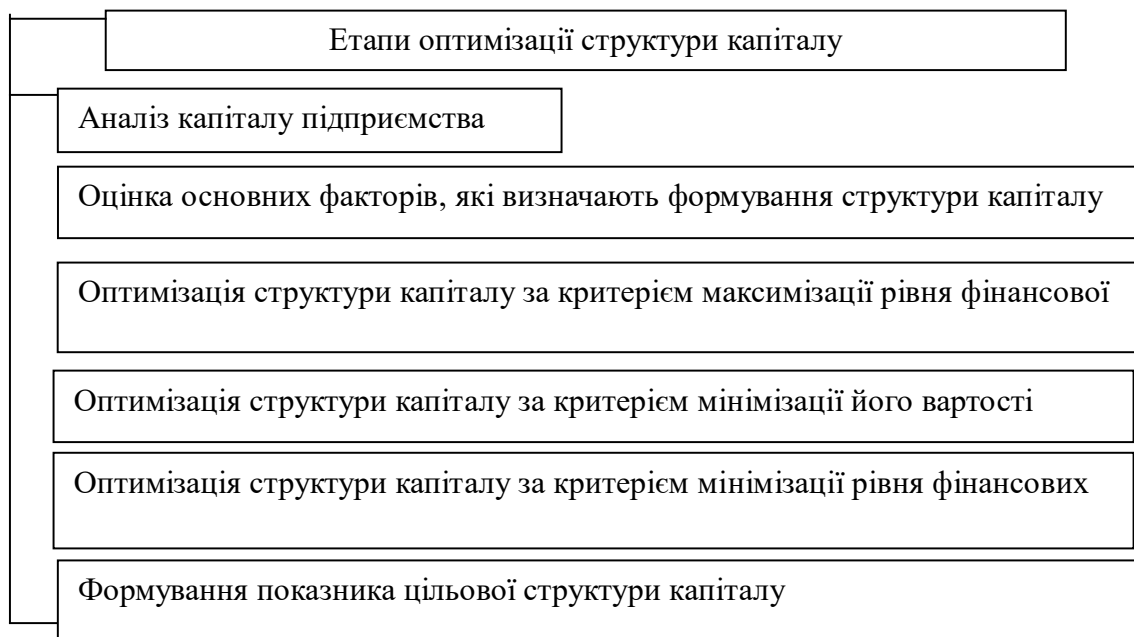 Етапи оптимізації структури капіталу
Аналіз капіталу підприємства
Оцінка основних факторів, які визначають формування структури капіталу
Оптимізація структури капіталу за критерієм максимізації рівня фінансової
Оптимізація структури капіталу за критерієм мінімізації його вартості
Оптимізація структури капіталу за критерієм мінімізації рівня фінансових
Формування показника цільової структури капіталу